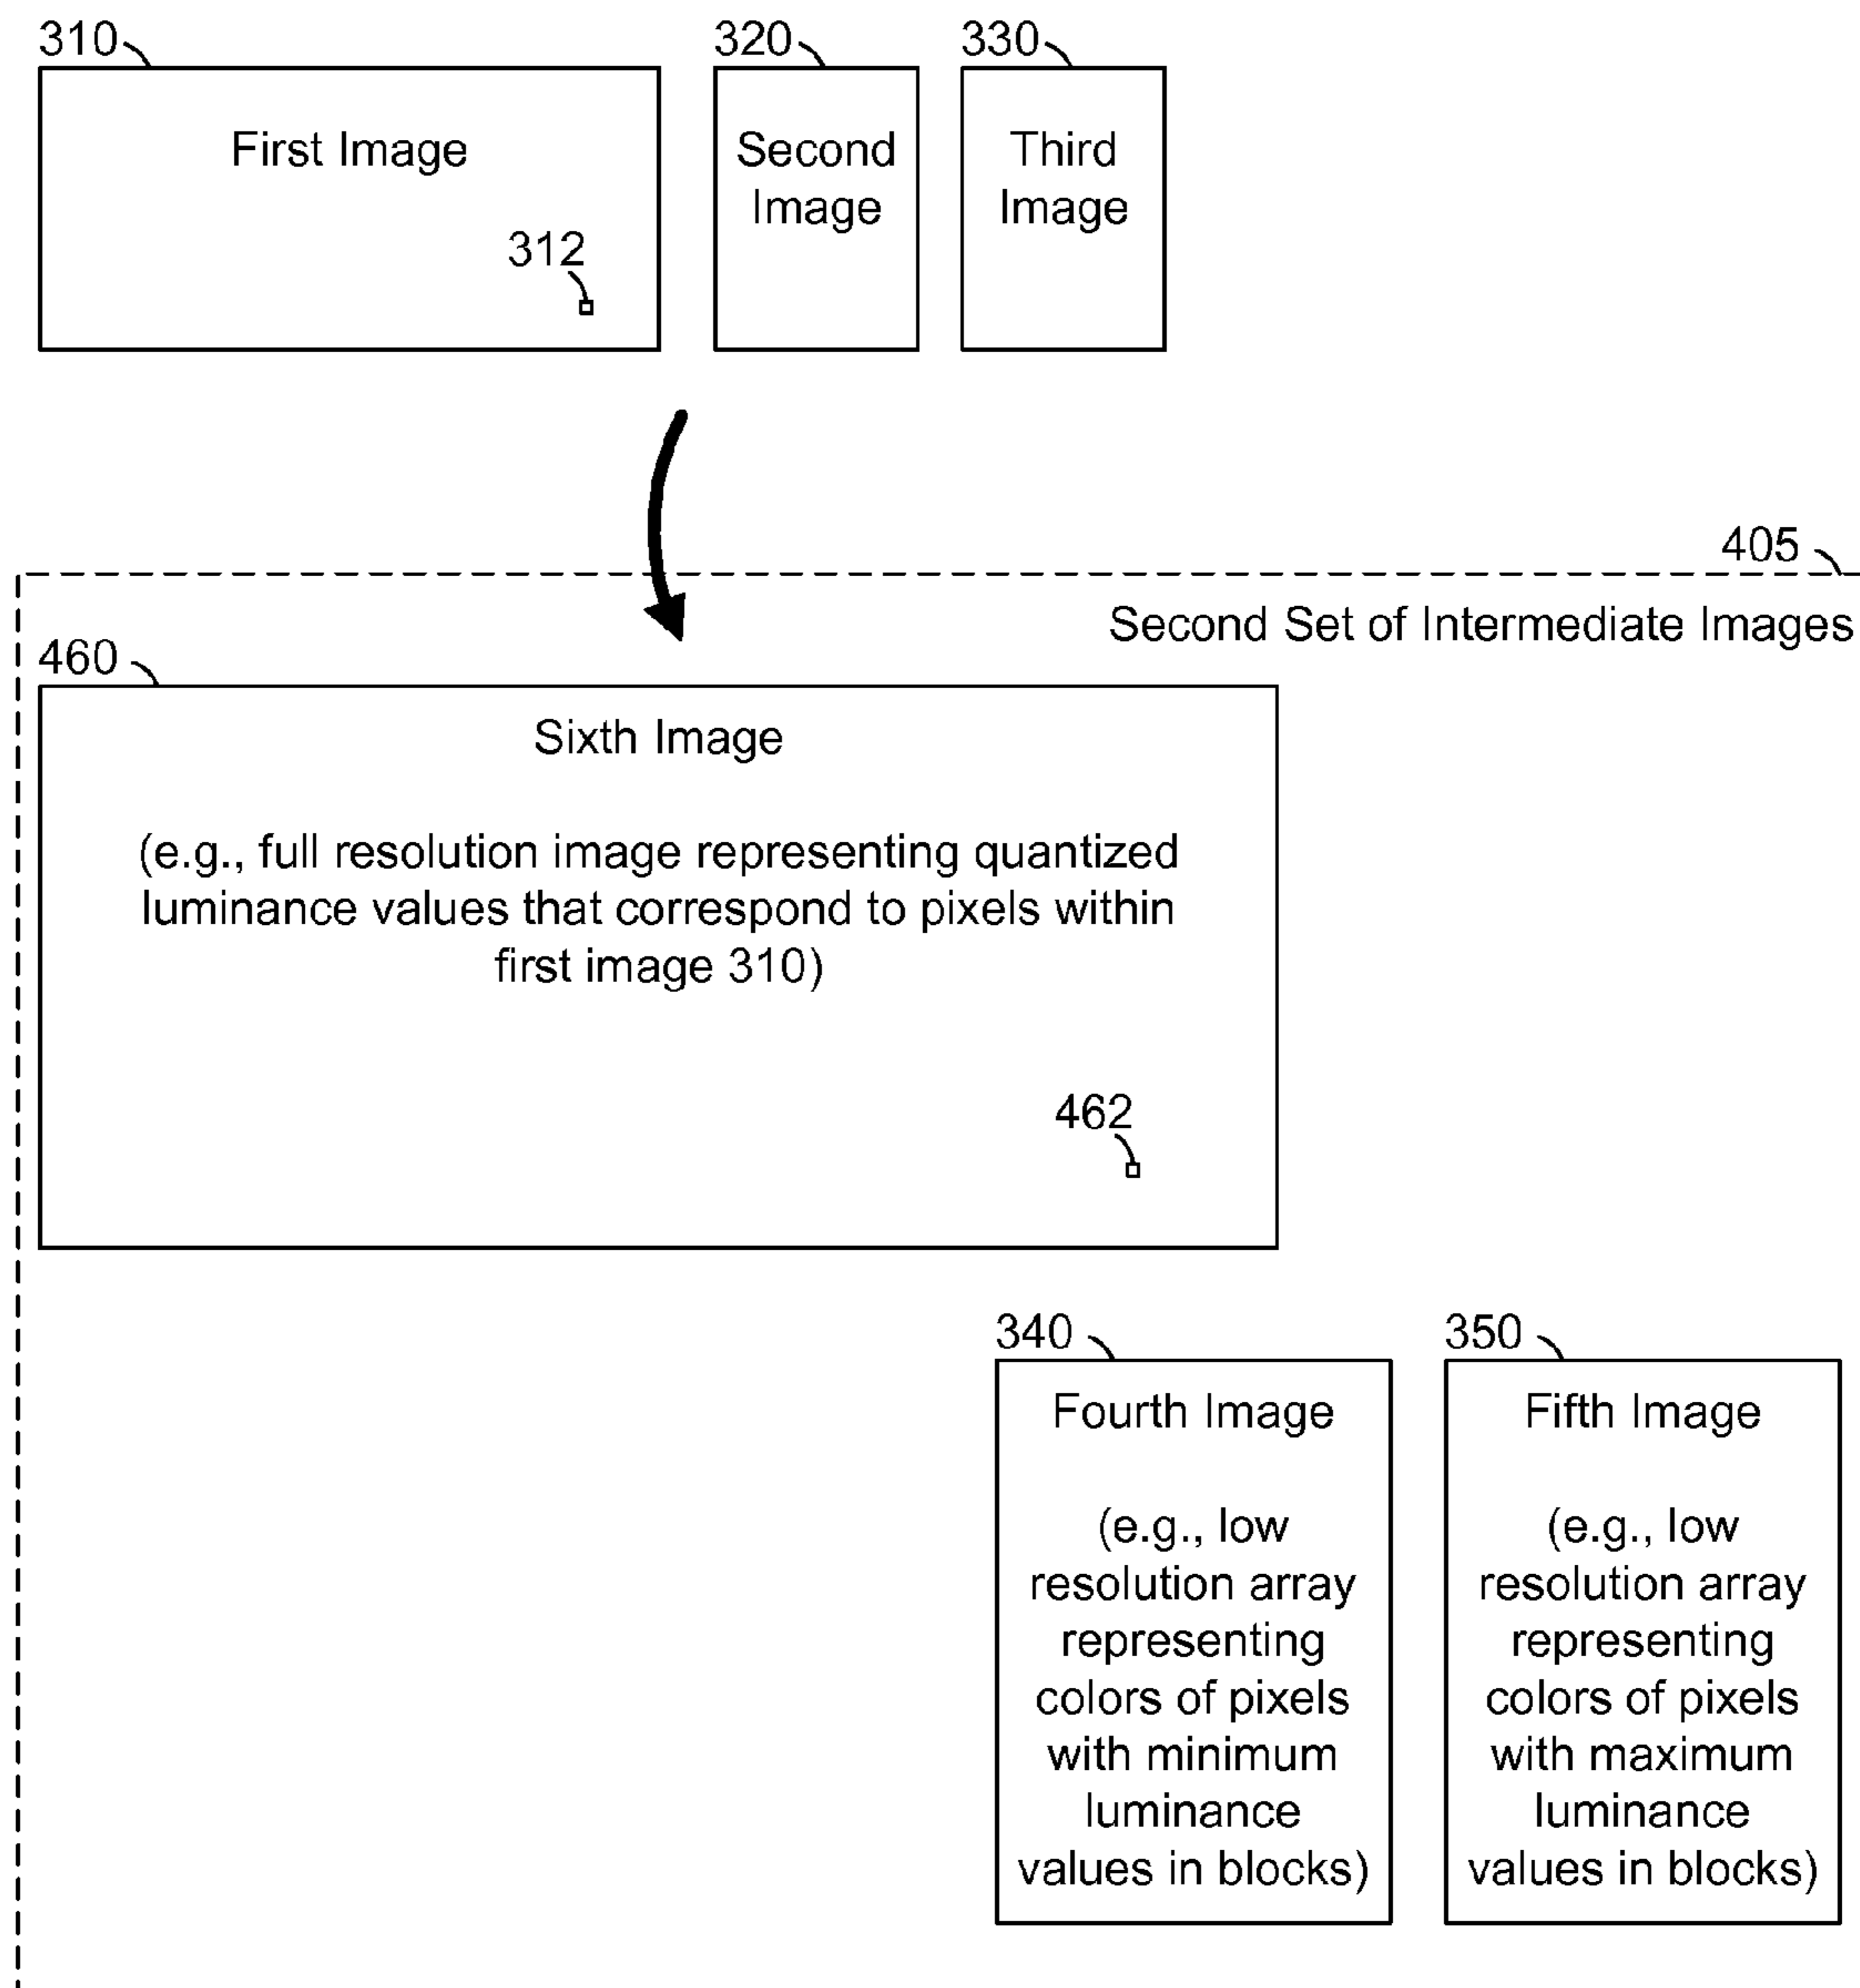 310
320
330
First Image
Second
Image
Third
Image
312
405
Second Set of Intermediate Images
460
Sixth Image
(e.g., full resolution image representing quantized
luminance values that correspond to pixels within
first image 310)
462
340
350
Fourth Image
(e.g., low
resolution array
representing
colors of pixels
with minimum
luminance
values in blocks)
Fifth Image
(e.g., low
resolution array
representing
colors of pixels
with maximum
luminance
values in blocks)